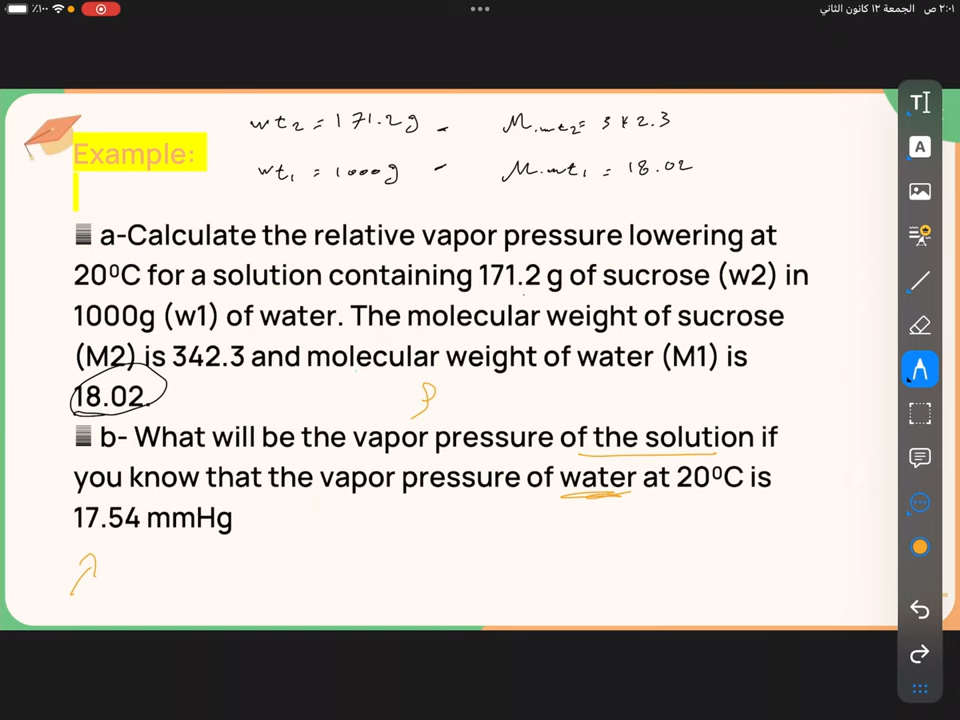 ٪١٠٠
٢:٠١ ص الجمعة ١٢ كانون الثاني
wt₂ = 171.2g - M.wt₂ = 342.3
Example:
wt₁ = 1000g - M.wt₁ = 18.02
a-Calculate the relative vapor pressure lowering at
20⁰C for a solution containing 171.2 g of sucrose (w2) in
1000g (w1) of water. The molecular weight of sucrose
(M2) is 342.3 and molecular weight of water (M1) is
18.02.
P
b- What will be the vapor pressure of the solution if
you know that the vapor pressure of water at 20⁰C is
17.54 mmHg
T
A